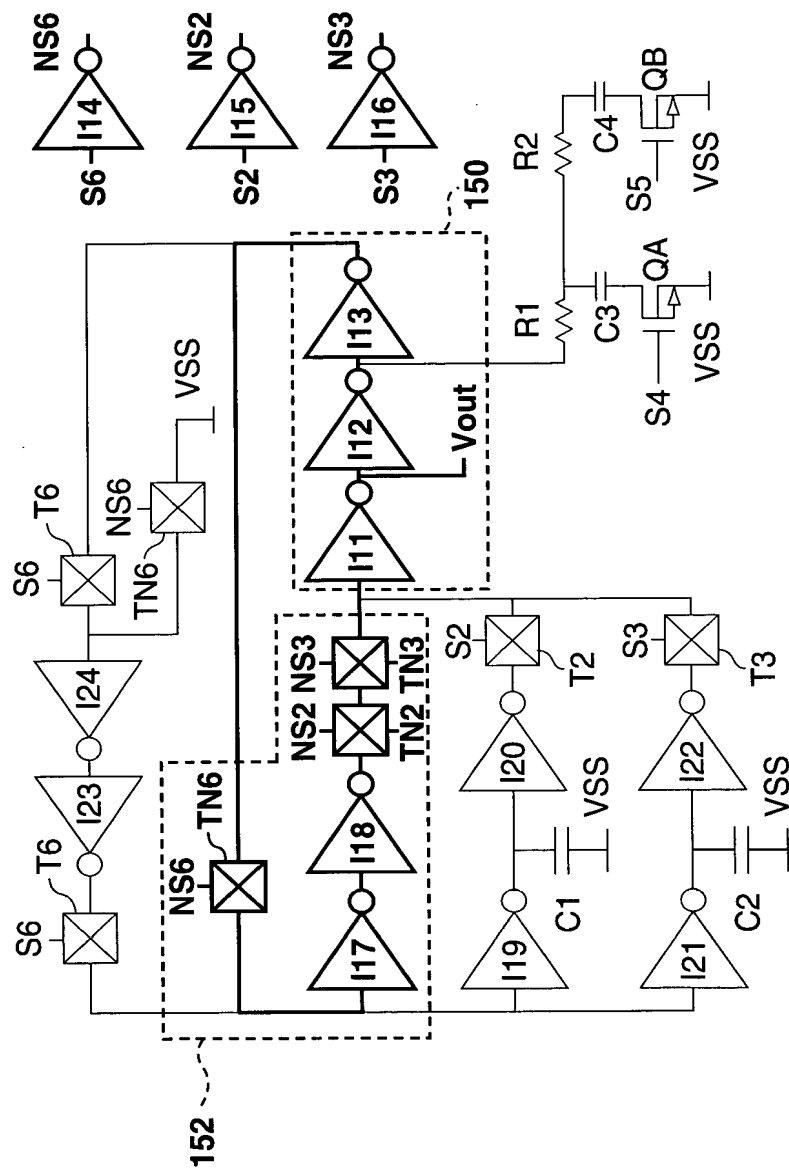 S6
I14
NS6
S2
I15
NS2
S3
I16
NS3
S6
T6
I23
I24
S6
T6
NS6
TN6
VSS
NS6
TN6
152
I17
I18
NS2
TN2
NS3
TN3
I11
Vout
I12
I13
150
I19
C1
VSS
I20
S2
T2
I21
C2
VSS
I22
S3
T3
R1
R2
C3
S4
QA
VSS
C4
S5
QB
VSS